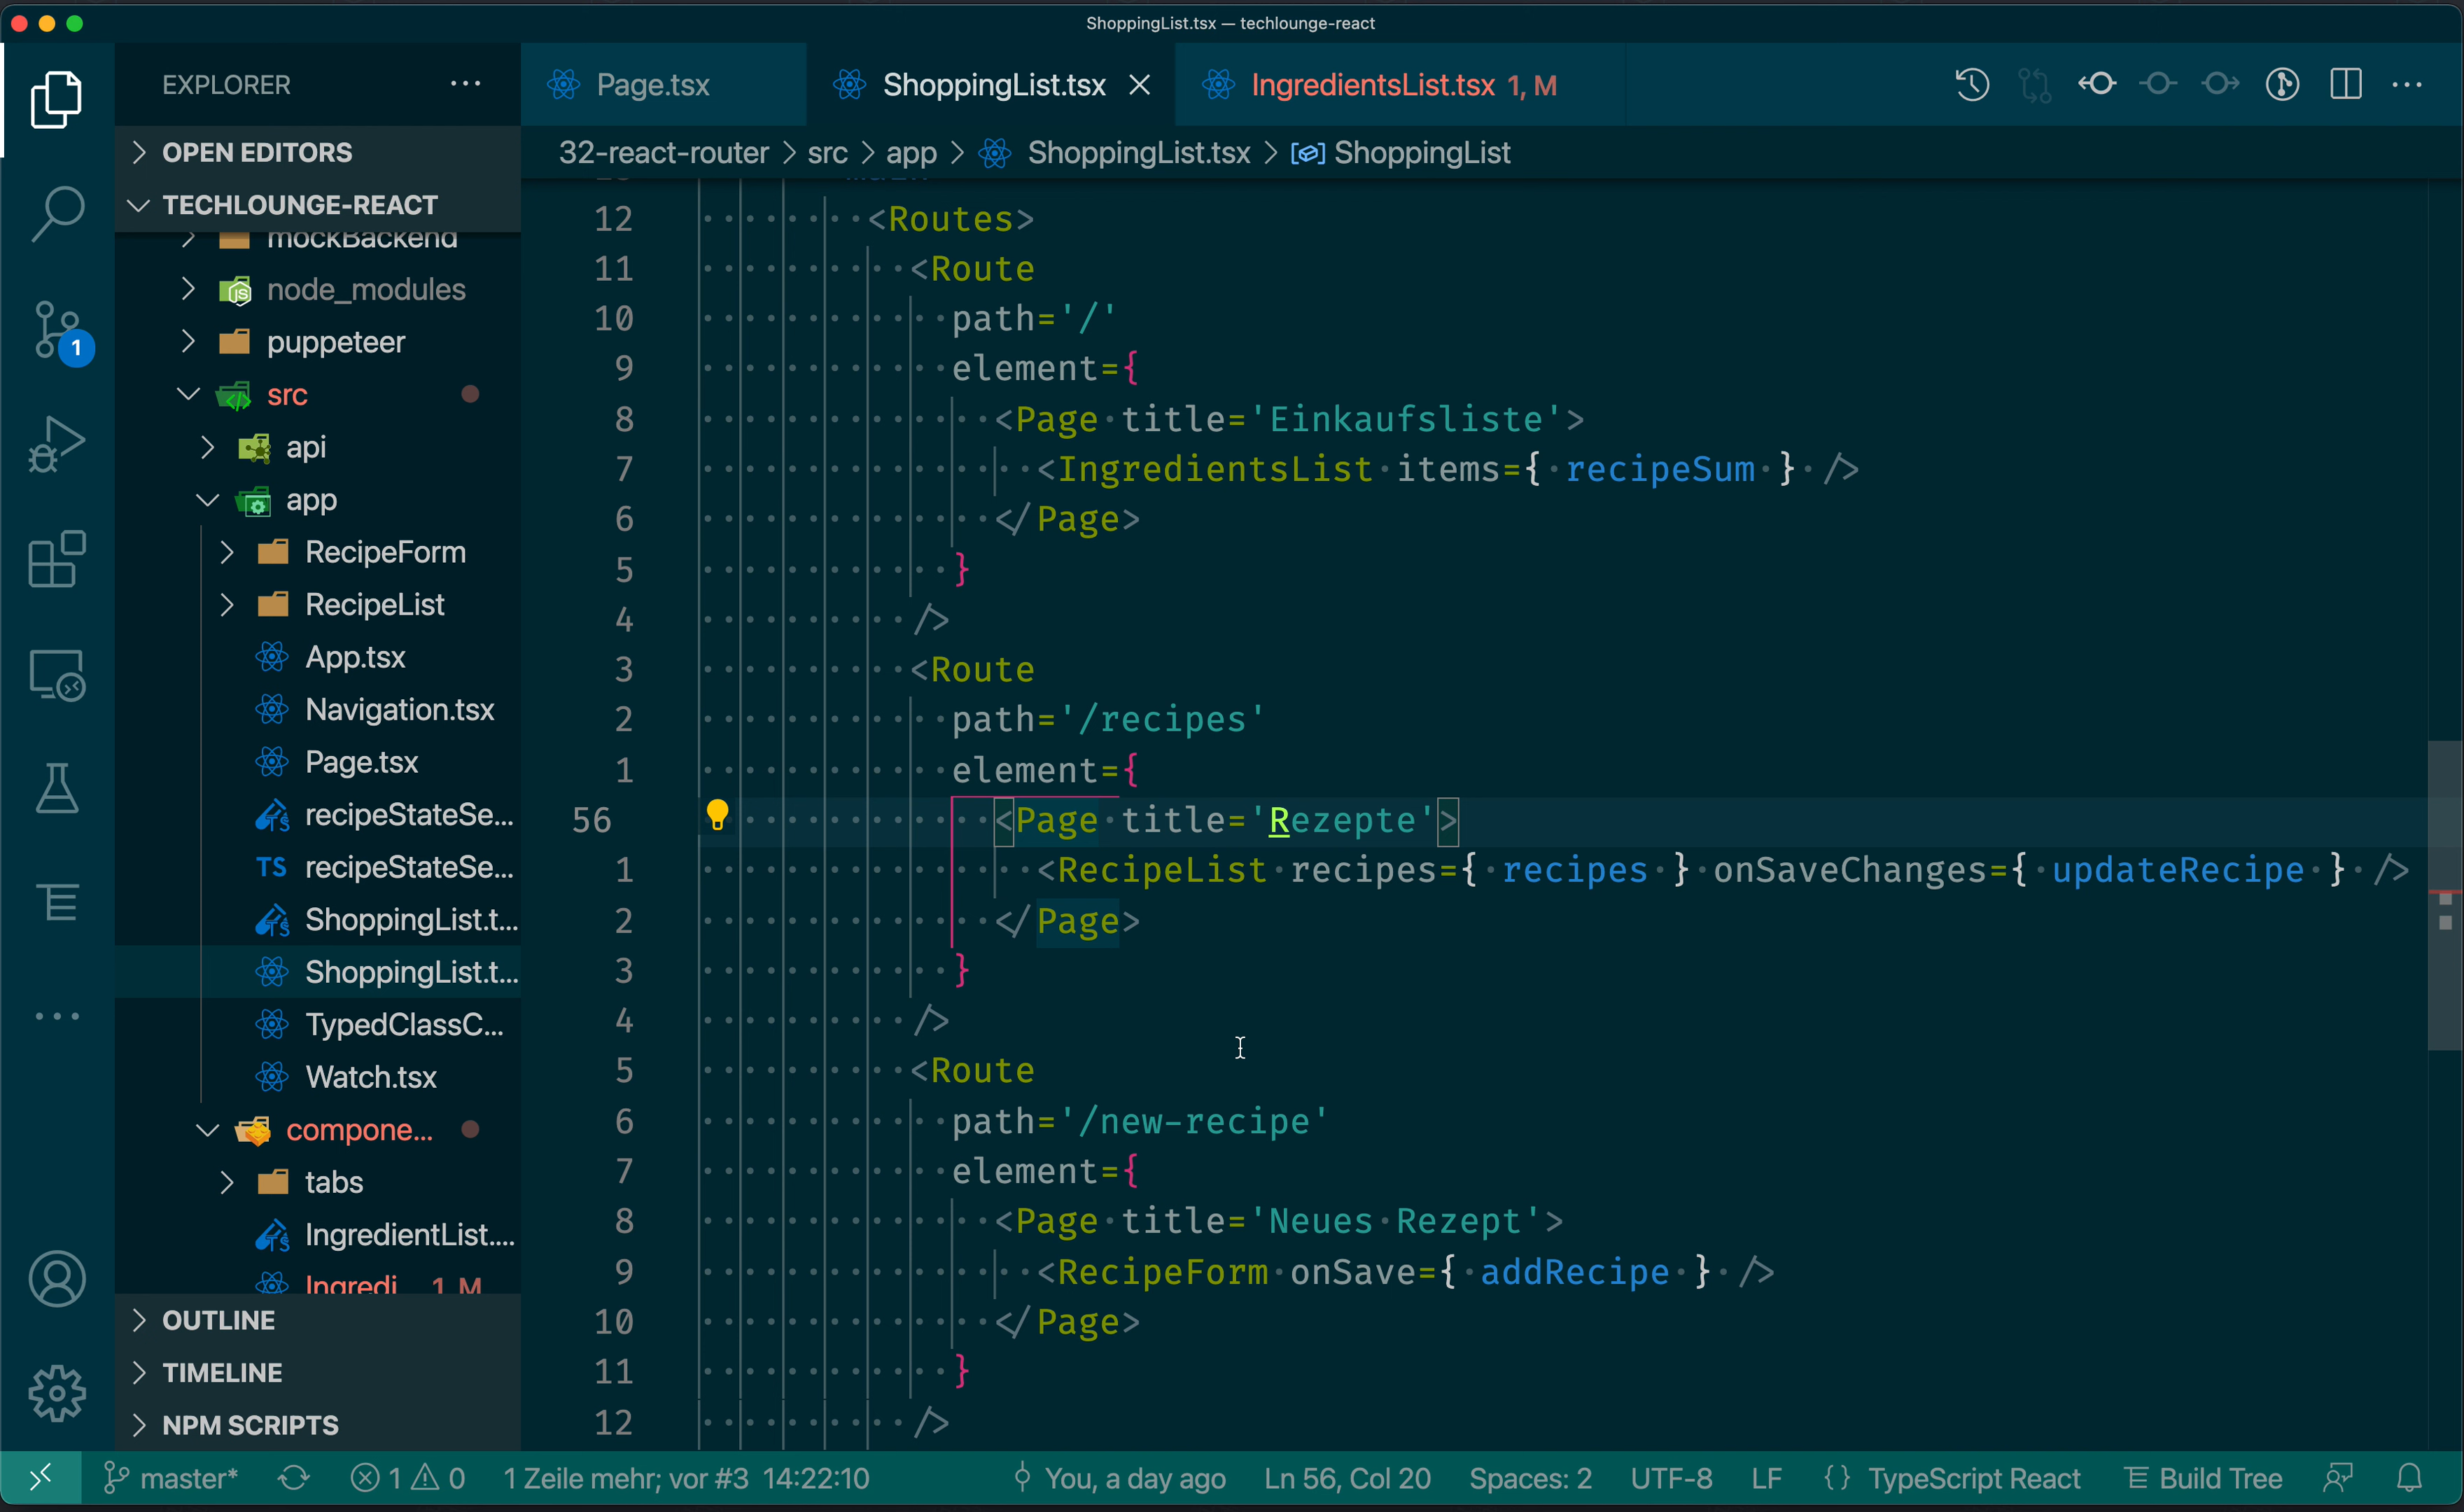 ShoppingList.tsx — techlounge-react
EXPLORER
Page.tsx
ShoppingList.tsx
IngredientsList.tsx 1, M
32-react-router > src > app > ShoppingList.tsx > ShoppingList
OPEN EDITORS
TECHLOUNGE-REACT
mockBackend
node_modules
puppeteer
src
api
app
RecipeForm
RecipeList
App.tsx
Navigation.tsx
Page.tsx
recipeStateSe...
TS recipeStateSe...
ShoppingList.t...
ShoppingList.t...
TypedClassC...
Watch.tsx
compone...
tabs
IngredientList....
Ingredi 1, M
OUTLINE
TIMELINE
NPM SCRIPTS
1
12 <Routes>
11 <Route
10 path='/'
9 element={
8 <Page title='Einkaufsliste'>
7 <IngredientsList items={ recipeSum } />
6 </Page>
5 }
4 />
3 <Route
2 path='/recipes'
1 element={
56 <Page title='Rezepte'>
1 <RecipeList recipes={ recipes } onSaveChanges={ updateRecipe } />
2 </Page>
3 }
4 />
5 <Route
6 path='/new-recipe'
7 element={
8 <Page title='Neues Rezept'>
9 <RecipeForm onSave={ addRecipe } />
10 </Page>
11 }
12 />
master* 1 0 1 Zeile mehr; vor #3 14:22:10 You, a day ago Ln 56, Col 20 Spaces: 2 UTF-8 LF {} TypeScript React Build Tree